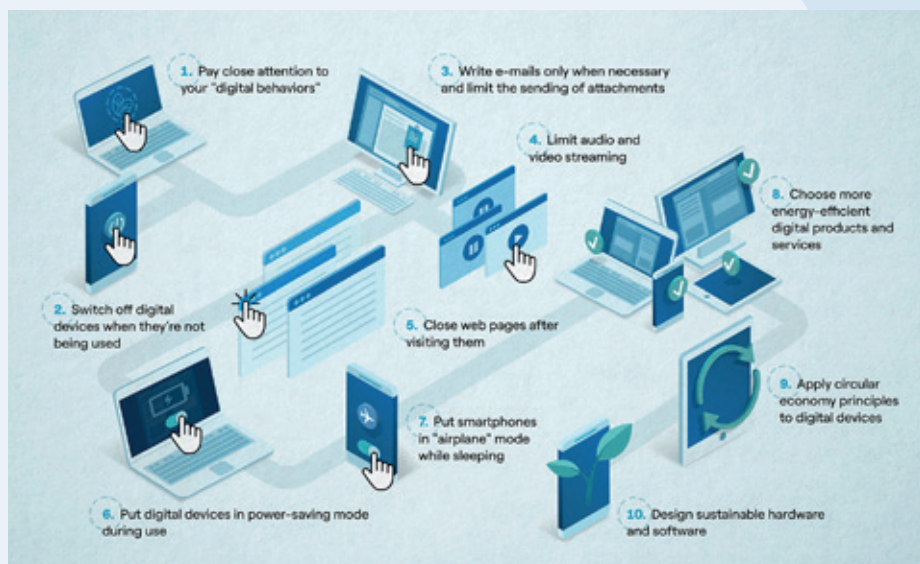 1. Pay close attention to
your "digital behaviors"
2. Switch off digital
devices when they're not
being used
3. Write e-mails only when necessary
and limit the sending of attachments
4. Limit audio and
video streaming
5. Close web pages after
visiting them
6. Put digital devices in power-saving mode
during use
7. Put smartphones
in "airplane" mode
while sleeping
8. Choose more
energy-efficient
digital products and
services
9. Apply circular
economy principles
to digital devices
10. Design sustainable hardware
and software